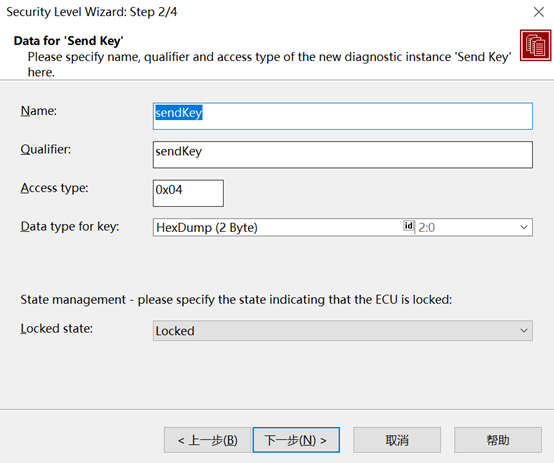 Security Level Wizard: Step 2/4
Data for 'Send Key'
Please specify name, qualifier and access type of the new diagnostic instance 'Send Key'
here.
Name:
sendKey
Qualifier:
sendKey
Access type:
0x04
Data type for key:
HexDump (2 Byte)
id 2:0
State management - please specify the state indicating that the ECU is locked:
Locked state:
Locked
< 上一步(B)
下一步(N) >
取消
帮助